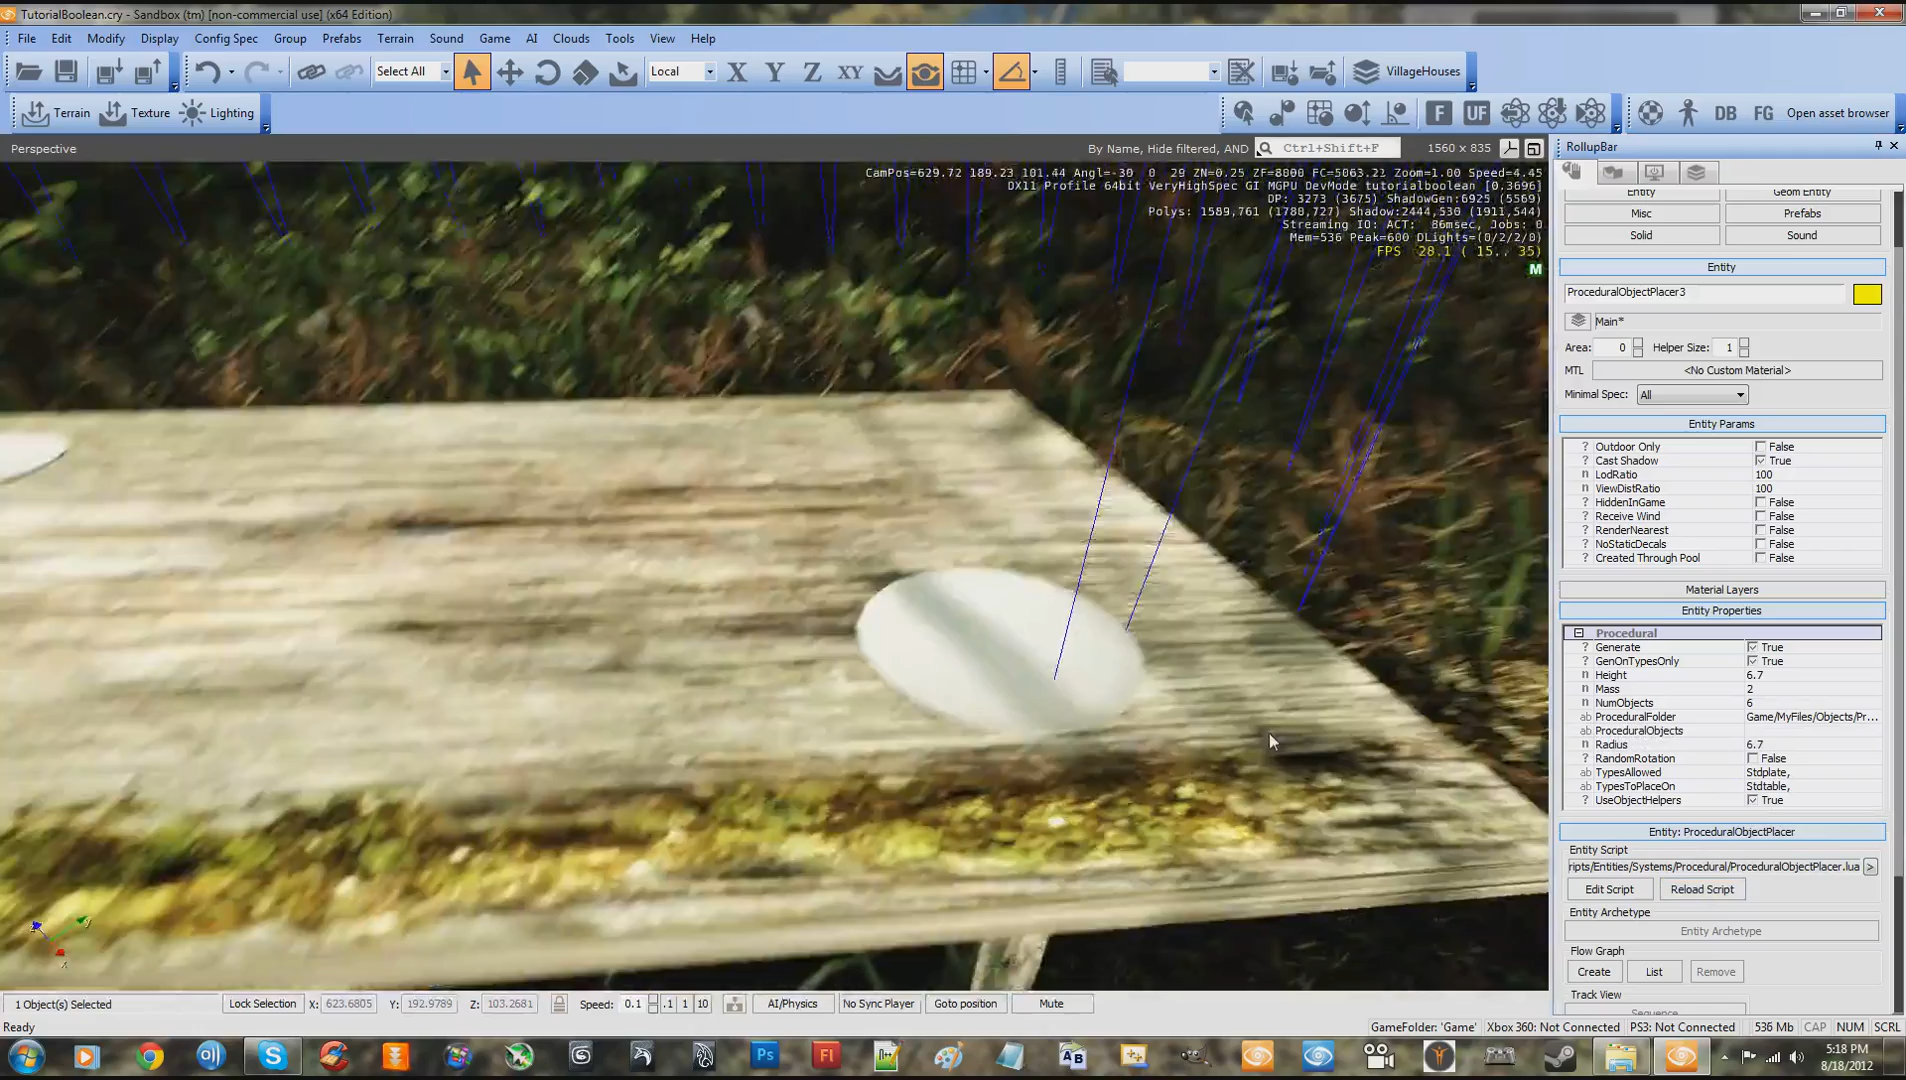 TutorialBoolean.cry - Sandbox (tm) [non-commercial use] (x64 Edition)
File Edit Modify Display Config Spec Group Prefabs Terrain Sound Game AI Clouds Tools View Help
Select All Local X Y Z XY VillageHouses
Terrain Texture Lighting F UF DB FG Open asset browser
Perspective By Name, Hide filtered, AND Ctrl+Shift+F 1560 x 835
CamPos=629.72 189.23 101.44 Angl=-30 0 29 ZN=0.25 ZF=8000 FC=5063.21 Zoom=1.00 Speed=4.45
DX11 Profile 64bit VeryHighSpec GI MGPU DevMode tutorialboolean [0.3696]
DP: 3273 (3675) ShadowGen:6925 (5569)
Polys: 1589,761 (1780,727) Shadow:2444,530 (1911,544)
Streaming IO: ACT: 86msec, Jobs: 0
Mem=536 Peak=600 DLights=(0/2/2/0)
FPS 28.1 ( 15.. 35)
M
RollupBar
Entity Geom Entity
Misc Prefabs
Solid Sound
Entity
ProceduralObjectPlacer3
Main*
Area: 0 Helper Size: 1
MTL <No Custom Material>
Minimal Spec: All
Entity Params
? Outdoor Only False
? Cast Shadow True
n LodRatio 100
n ViewDistRatio 100
? HiddenInGame False
? Receive Wind False
? RenderNearest False
? NoStaticDecals False
? Created Through Pool False
Material Layers
Entity Properties
Procedural
? Generate True
? GenOnTypesOnly True
n Height 6.7
n Mass 2
n NumObjects 6
ab ProceduralFolder Game/MyFiles/Objects/Pr...
ab ProceduralObjects
n Radius 6.7
? RandomRotation False
ab TypesAllowed Stdplate,
ab TypesToPlaceOn Stdtable,
? UseObjectHelpers True
Entity: ProceduralObjectPlacer
Entity Script
ripts/Entities/Systems/Procedural/ProceduralObjectPlacer.lua >
Edit Script Reload Script
Entity Archetype
Entity Archetype
Flow Graph
Create List Remove
Track View
Sequence
z y x
1 Object(s) Selected Lock Selection X: 623.6805 Y: 192.9789 Z: 103.2681 Speed: 0.1 .1 1 10 AI/Physics No Sync Player Goto position Mute
Ready GameFolder: 'Game' Xbox 360: Not Connected PS3: Not Connected 536 Mb CAP NUM SCRL
Ps Fl
5:18 PM
8/18/2012